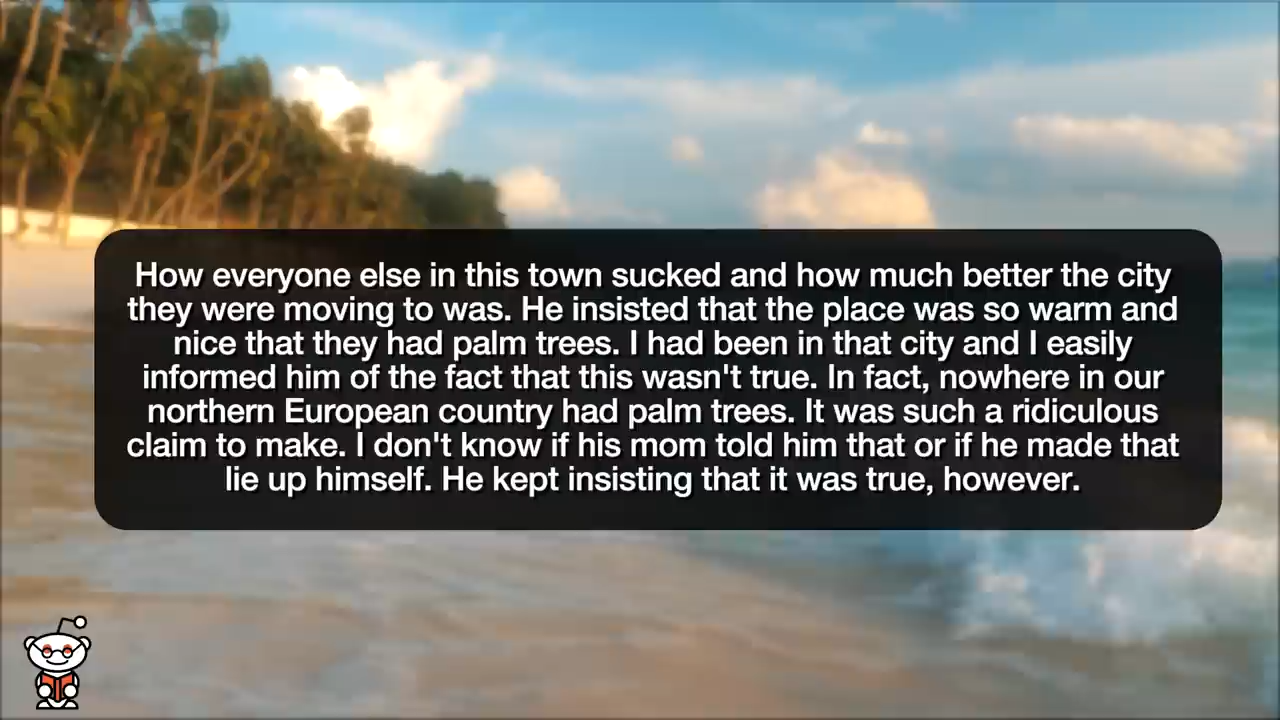 How everyone else in this town sucked and how much better the city
they were moving to was. He insisted that the place was so warm and
nice that they had palm trees. I had been in that city and I easily
informed him of the fact that this wasn't true. In fact, nowhere in our
northern European country had palm trees. It was such a ridiculous
claim to make. I don't know if his mom told him that or if he made that
lie up himself. He kept insisting that it was true, however.